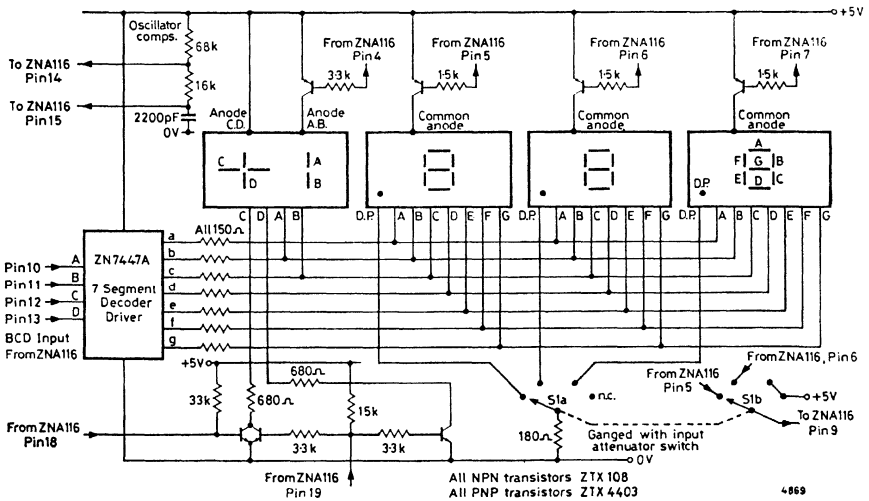 +5V
Oscillator
comps.
68k
To ZNA116
Pin14
16k
To ZNA116
Pin15
2200pF
0V
From ZNA116
Pin 4
3·3k
From ZNA116
Pin 5
1·5k
From ZNA116
Pin 6
1·5k
From ZNA116
Pin 7
1·5k
Anode
C.D.
Anode
A.B.
Common
anode
Common
anode
Common
anode
C
D
A
B
A
F G B
E D C
D.P.
C D A B
D.P. A B C D E F G
D.P. A B C D E F G
D.P. A B C D E F G
All 150Ω
ZN7447A
7 Segment
Decoder
Driver
a
b
c
d
e
f
g
Pin10 A
Pin11 B
Pin12 C
Pin13 D
BCD Input
From ZNA116
+5V
33k
680Ω
680Ω
15k
From ZNA116
Pin18
3·3k
3·3k
From ZNA116
Pin 19
S1a
n.c.
180Ω
0V
Ganged with input
attenuator switch
From ZNA116, Pin 6
From ZNA116
Pin 5
S1b
+5V
To ZNA116
Pin 9
All NPN transistors ZTX 108
All PNP transistors ZTX 4403
4869